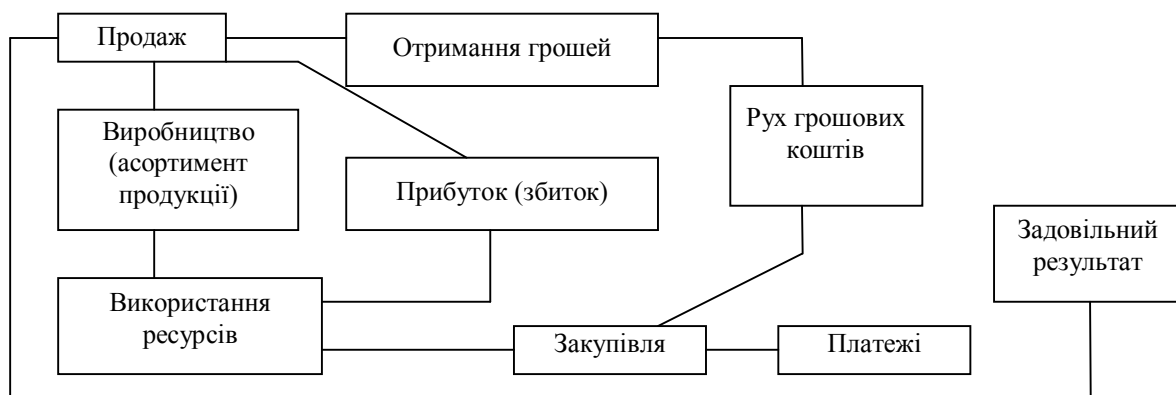 Продаж
Отримання грошей
Рух грошових
коштів
Виробництво
(асортимент
продукції)
Прибуток (збиток)
Задовільний
результат
Використання
ресурсів
Закупівля
Платежі